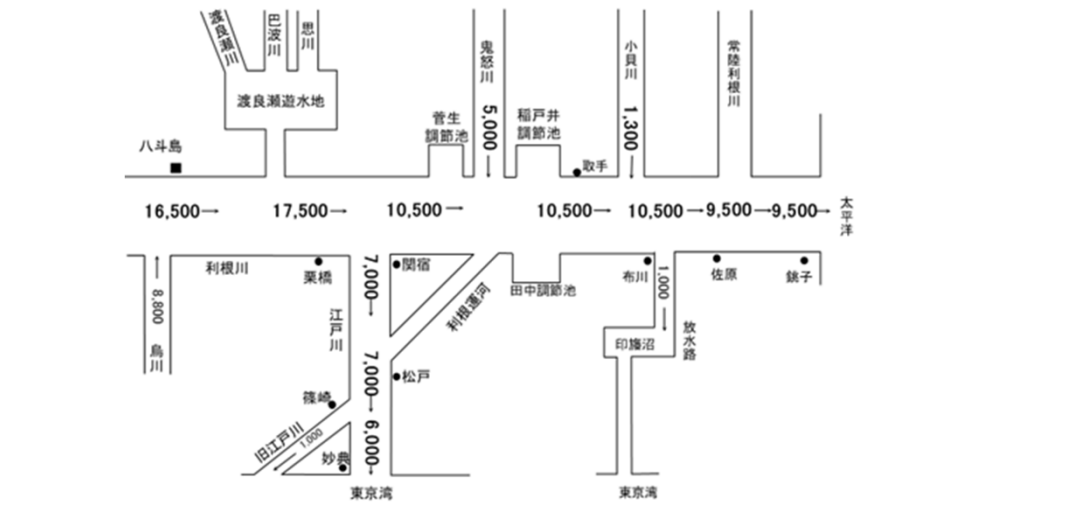 渡良瀬川
巴波川
思川
鬼怒川
5,000
小貝川
1,300
常陸利根川
渡良瀬遊水地
菅生
調節池
稲戸井
調節池
八斗島
取手
16,500
17,500
10,500
10,500
10,500
9,500
9,500
太平洋
利根川
栗橋
関宿
7,000
布川
1,000
佐原
銚子
8,800
烏川
江戸川
利根運河
田中調節池
放水路
印旛沼
7,000
松戸
篠崎
旧江戸川
1,000
6,000
妙典
東京湾
東京湾